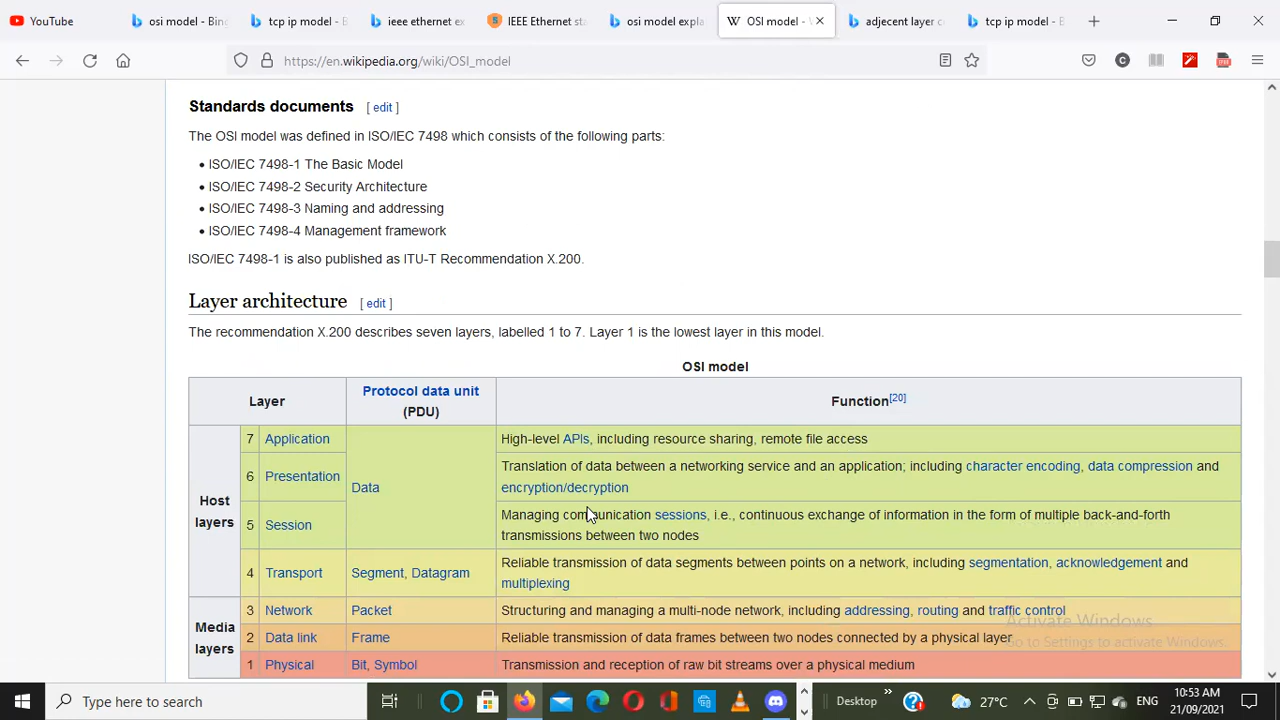 YouTube
osi model - Bing
tcp ip model - B
ieee ethernet ex
IEEE Ethernet sta
osi model expla
W OSI model -
adjecent layer co
tcp ip model - B
https://en.wikipedia.org/wiki/OSI_model
Standards documents [ edit ]
The OSI model was defined in ISO/IEC 7498 which consists of the following parts:
• ISO/IEC 7498-1 The Basic Model
• ISO/IEC 7498-2 Security Architecture
• ISO/IEC 7498-3 Naming and addressing
• ISO/IEC 7498-4 Management framework
ISO/IEC 7498-1 is also published as ITU-T Recommendation X.200.
Layer architecture [ edit ]
The recommendation X.200 describes seven layers, labelled 1 to 7. Layer 1 is the lowest layer in this model.
OSI model
Layer
Protocol data unit
(PDU)
Function[20]
Host
layers
7 Application
Data
High-level APIs, including resource sharing, remote file access
6 Presentation
Translation of data between a networking service and an application; including character encoding, data compression and
encryption/decryption
5 Session
Managing communication sessions, i.e., continuous exchange of information in the form of multiple back-and-forth
transmissions between two nodes
4 Transport
Segment, Datagram
Reliable transmission of data segments between points on a network, including segmentation, acknowledgement and
multiplexing
Media
layers
3 Network
Packet
Structuring and managing a multi-node network, including addressing, routing and traffic control
2 Data link
Frame
Reliable transmission of data frames between two nodes connected by a physical layer
1 Physical
Bit, Symbol
Transmission and reception of raw bit streams over a physical medium
Activate Windows
Go to Settings to activate Windows.
Type here to search
Desktop
27°C
ENG
10:53 AM
21/09/2021